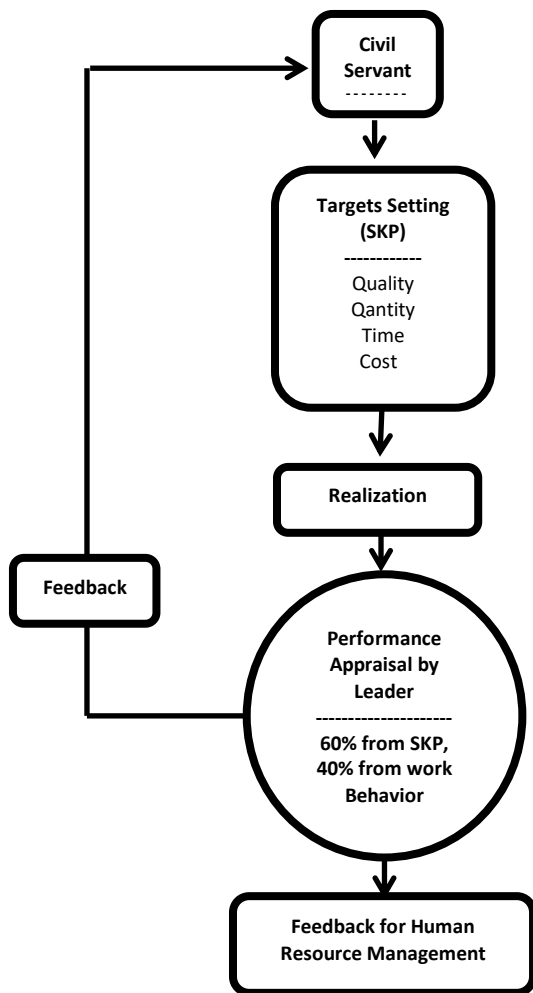 Civil
Servant
--------
Targets Setting
(SKP)
------------
Quality
Qantity
Time
Cost
Realization
Feedback
Performance
Appraisal by
Leader
----------------------
60% from SKP,
40% from work
Behavior
Feedback for Human
Resource Management